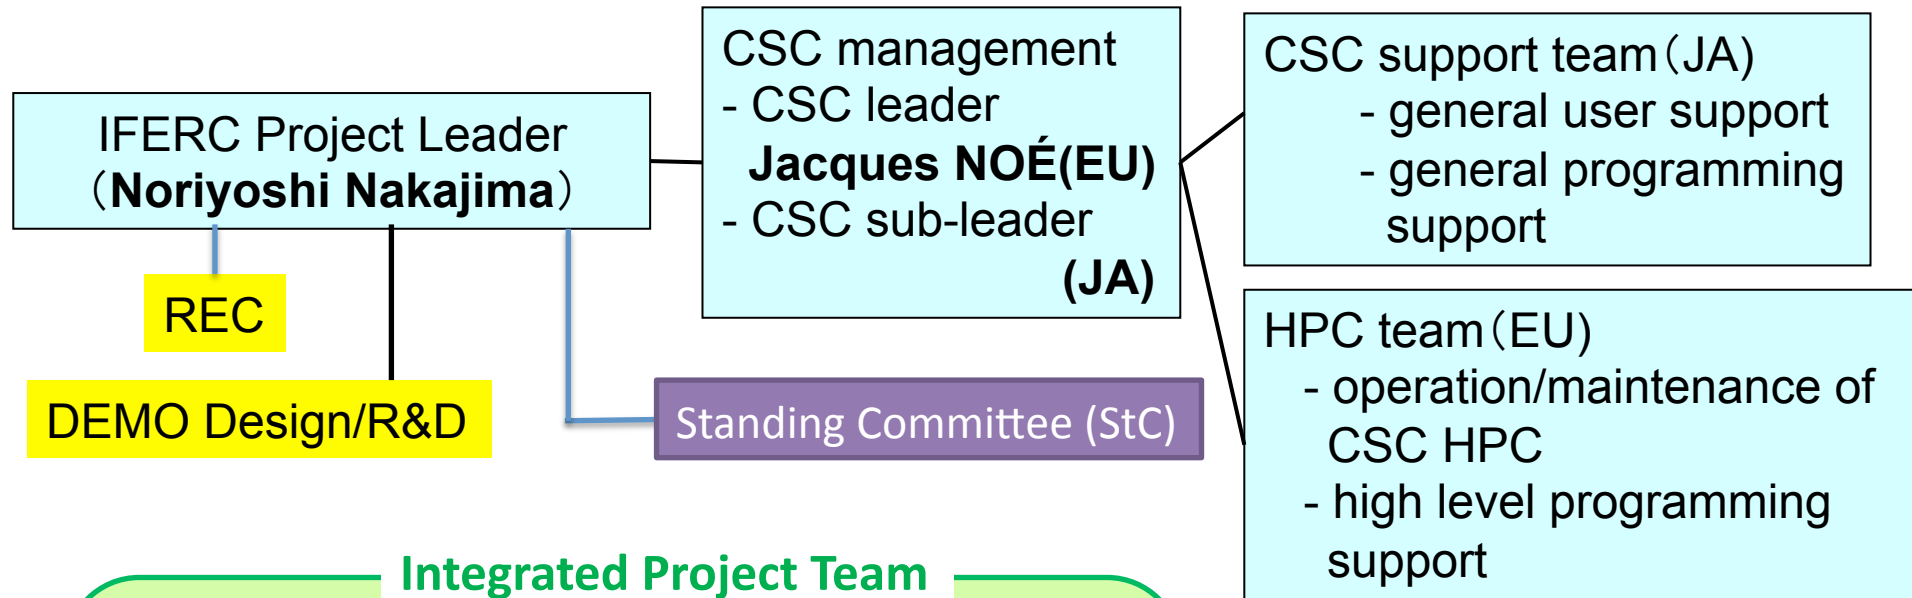 IFERC Project Leader
（Noriyoshi Nakajima）
REC
DEMO Design/R&D
CSC management
- CSC leader
Jacques NOÉ(EU)
- CSC sub-leader
(JA)
Standing Committee (StC)
CSC support team（JA)
- general user support
- general programming
support
HPC team（EU)
- operation/maintenance of
CSC HPC
- high level programming
support
Integrated Project Team